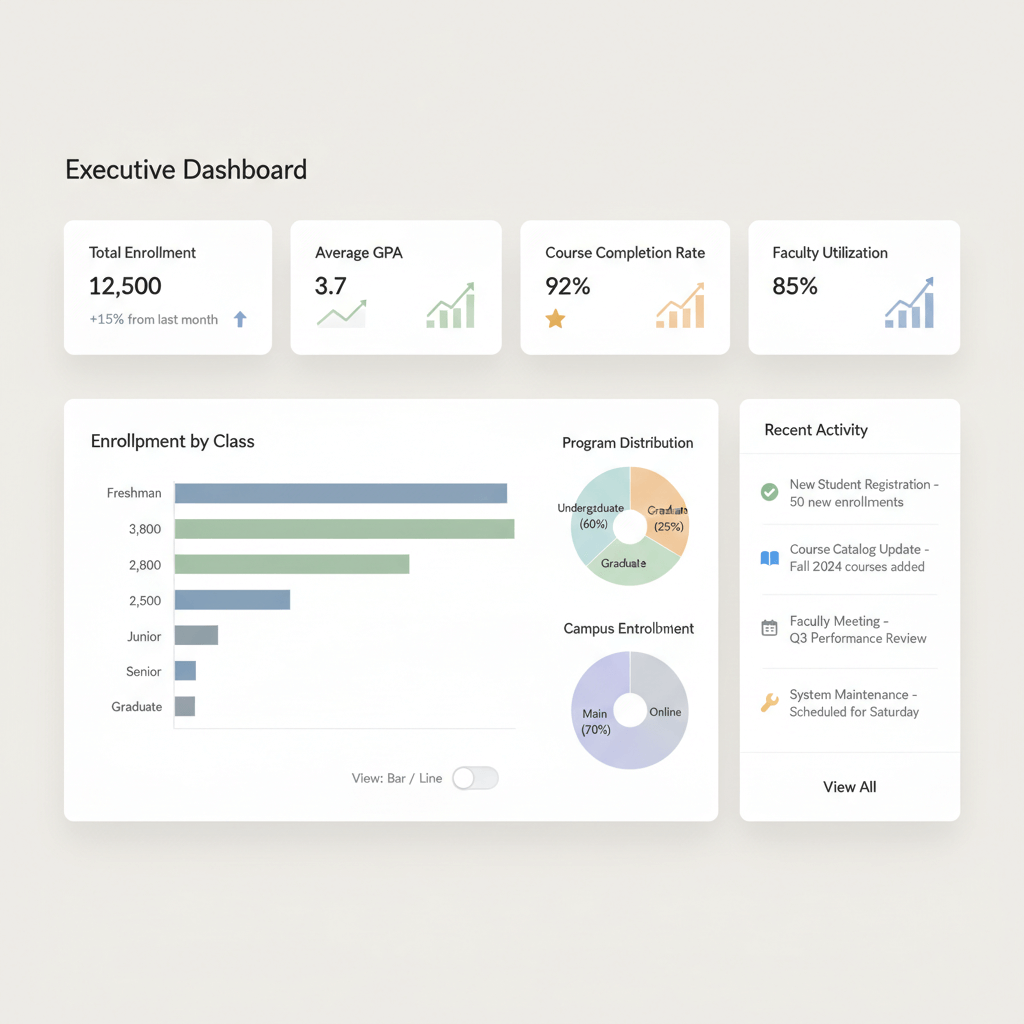 Executive Dashboard
Total Enrollment
12,500
+15% from last month
Average GPA
3.7
Course Completion Rate
92%
Faculty Utilization
85%
Enrollpment by Class
Freshman
3,800
2,800
2,500
Junior
Senior
Graduate
View: Bar / Line
Program Distribution
Undergtduate
(60%)
(25%)
Graduate
Campus Entrolbment
Main
(70%)
Online
Recent Activity
New Student Registration -
50 new enrollments
Course Catalog Update -
Fall 2024 courses added
Faculty Meeting -
Q3 Performance Review
System Maintenance -
Scheduled for Saturday
View All